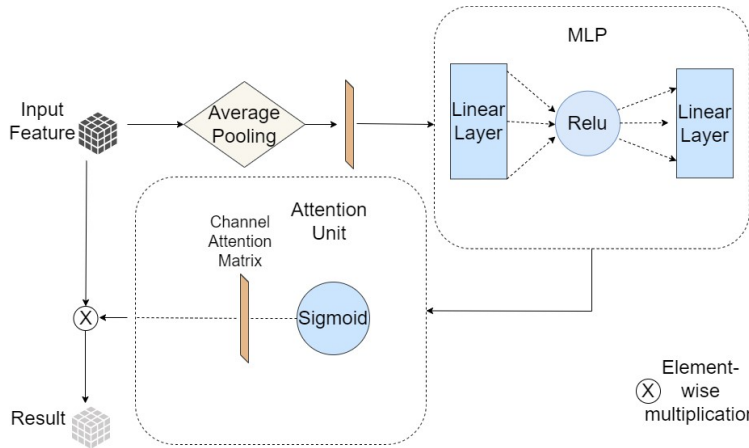 MLP
Input
Feature
Average
Pooling
Linear
Layer
Relu
Linear
Layer
Channel
Attention
Matrix
Attention
Unit
Sigmoid
X
Result
X
Element-
wise
multiplication